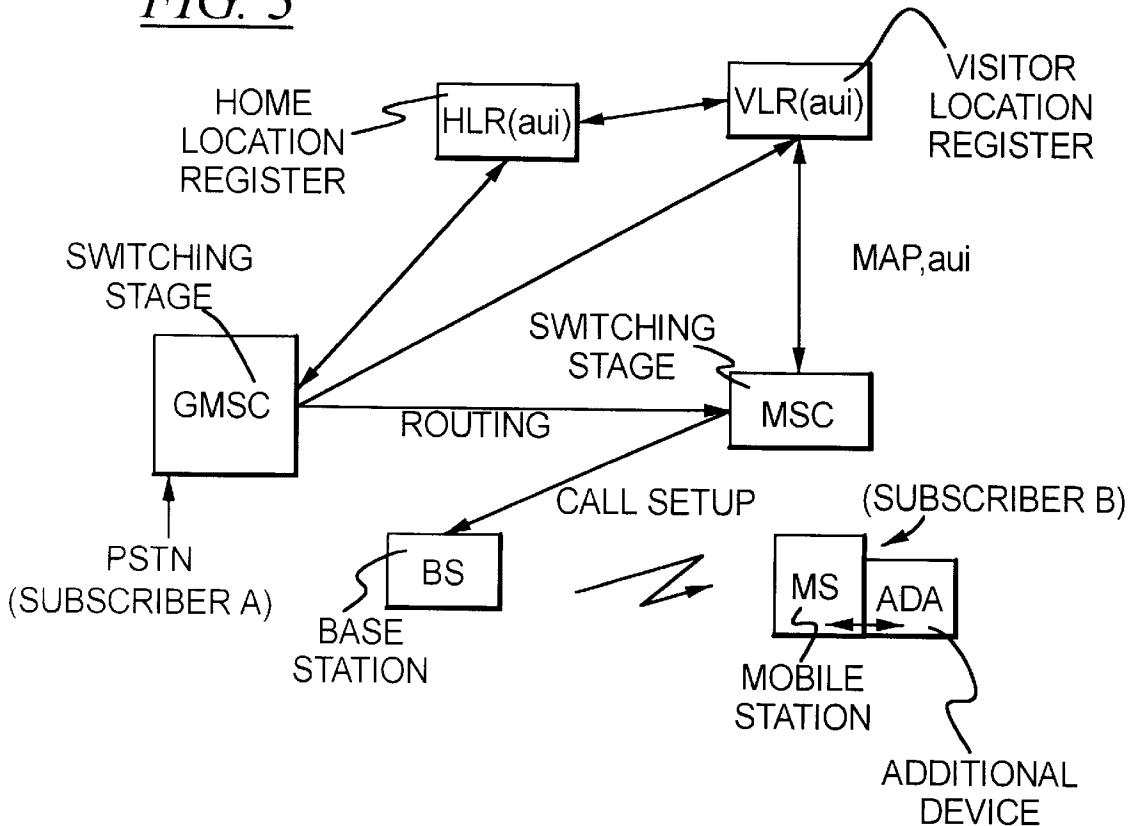 FIG. 3
HOME
LOCATION
REGISTER
HLR(aui)
VLR(aui)
VISITOR
LOCATION
REGISTER
SWITCHING
STAGE
GMSC
MAP,aui
SWITCHING
STAGE
MSC
ROUTING
CALL SETUP
PSTN
(SUBSCRIBER A)
BS
BASE
STATION
(SUBSCRIBER B)
MS
ADA
MOBILE
STATION
ADDITIONAL
DEVICE